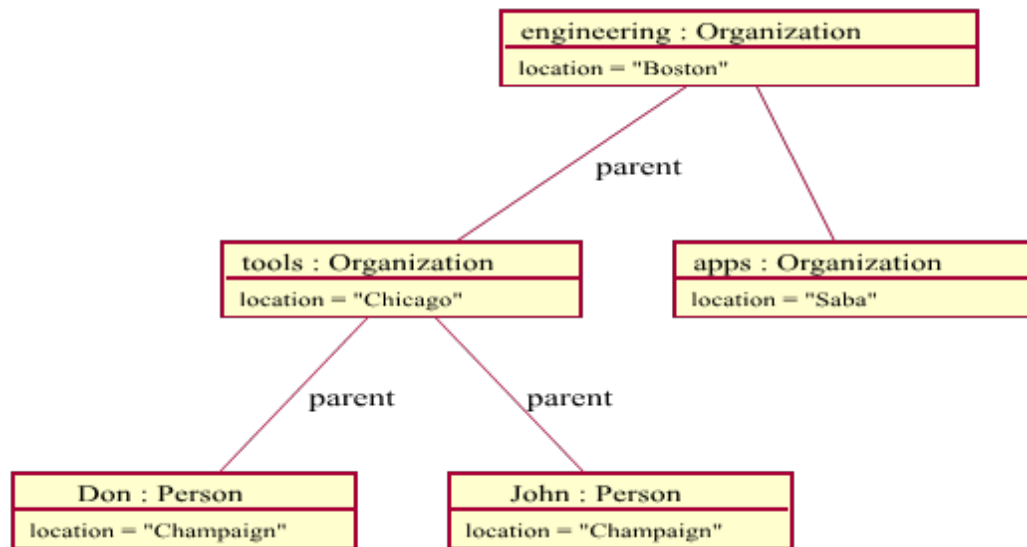 engineering : Organization
location = "Boston"
parent
tools : Organization
location = "Chicago"
apps : Organization
location = "Saba"
parent
parent
Don : Person
location = "Champaign"
John : Person
location = "Champaign"